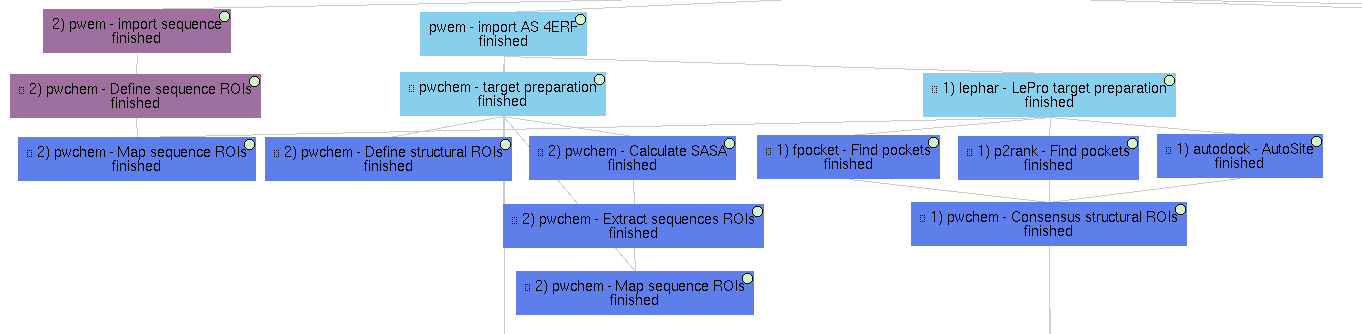 2) pwem - import sequence
finished
pwem - import AS 4ERF
finished
2) pwchem - Define sequence ROIs
finished
pwchem - target preparation
finished
1) lephar - LePro target preparation
finished
2) pwchem - Map sequence ROIs
finished
2) pwchem - Define structural ROIs
finished
2) pwchem - Calculate SASA
finished
1) fpocket - Find pockets
finished
1) p2rank - Find pockets
finished
1) autodock - AutoSite
finished
2) pwchem - Extract sequences ROIs
finished
1) pwchem - Consensus structural ROIs
finished
2) pwchem - Map sequence ROIs
finished